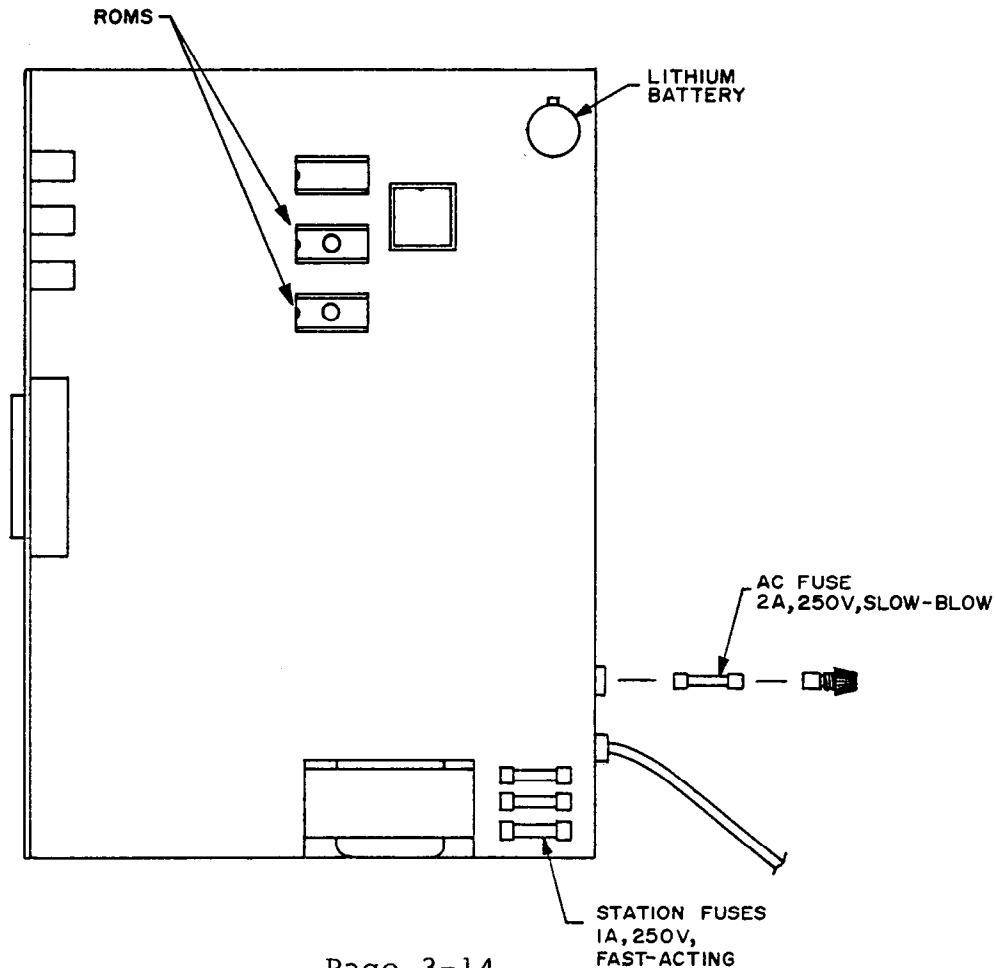 ROMS
LITHIUM
BATTERY
AC FUSE
2A,250V,SLOW-BLOW
STATION FUSES
1A,250V,
FAST-ACTING
Page 3-14